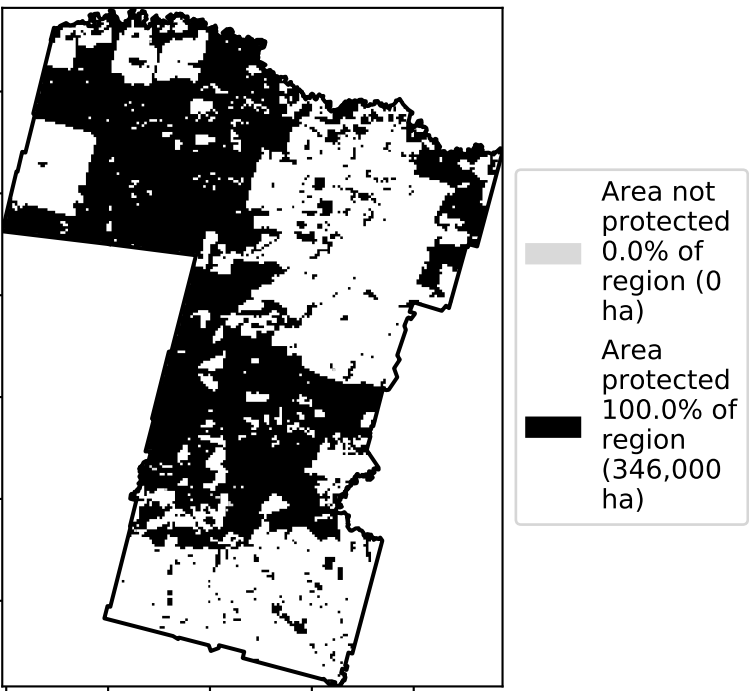 Area not
protected
0.0% of
region (0
ha)
Area
protected
100.0% of
region
(346,000
ha)